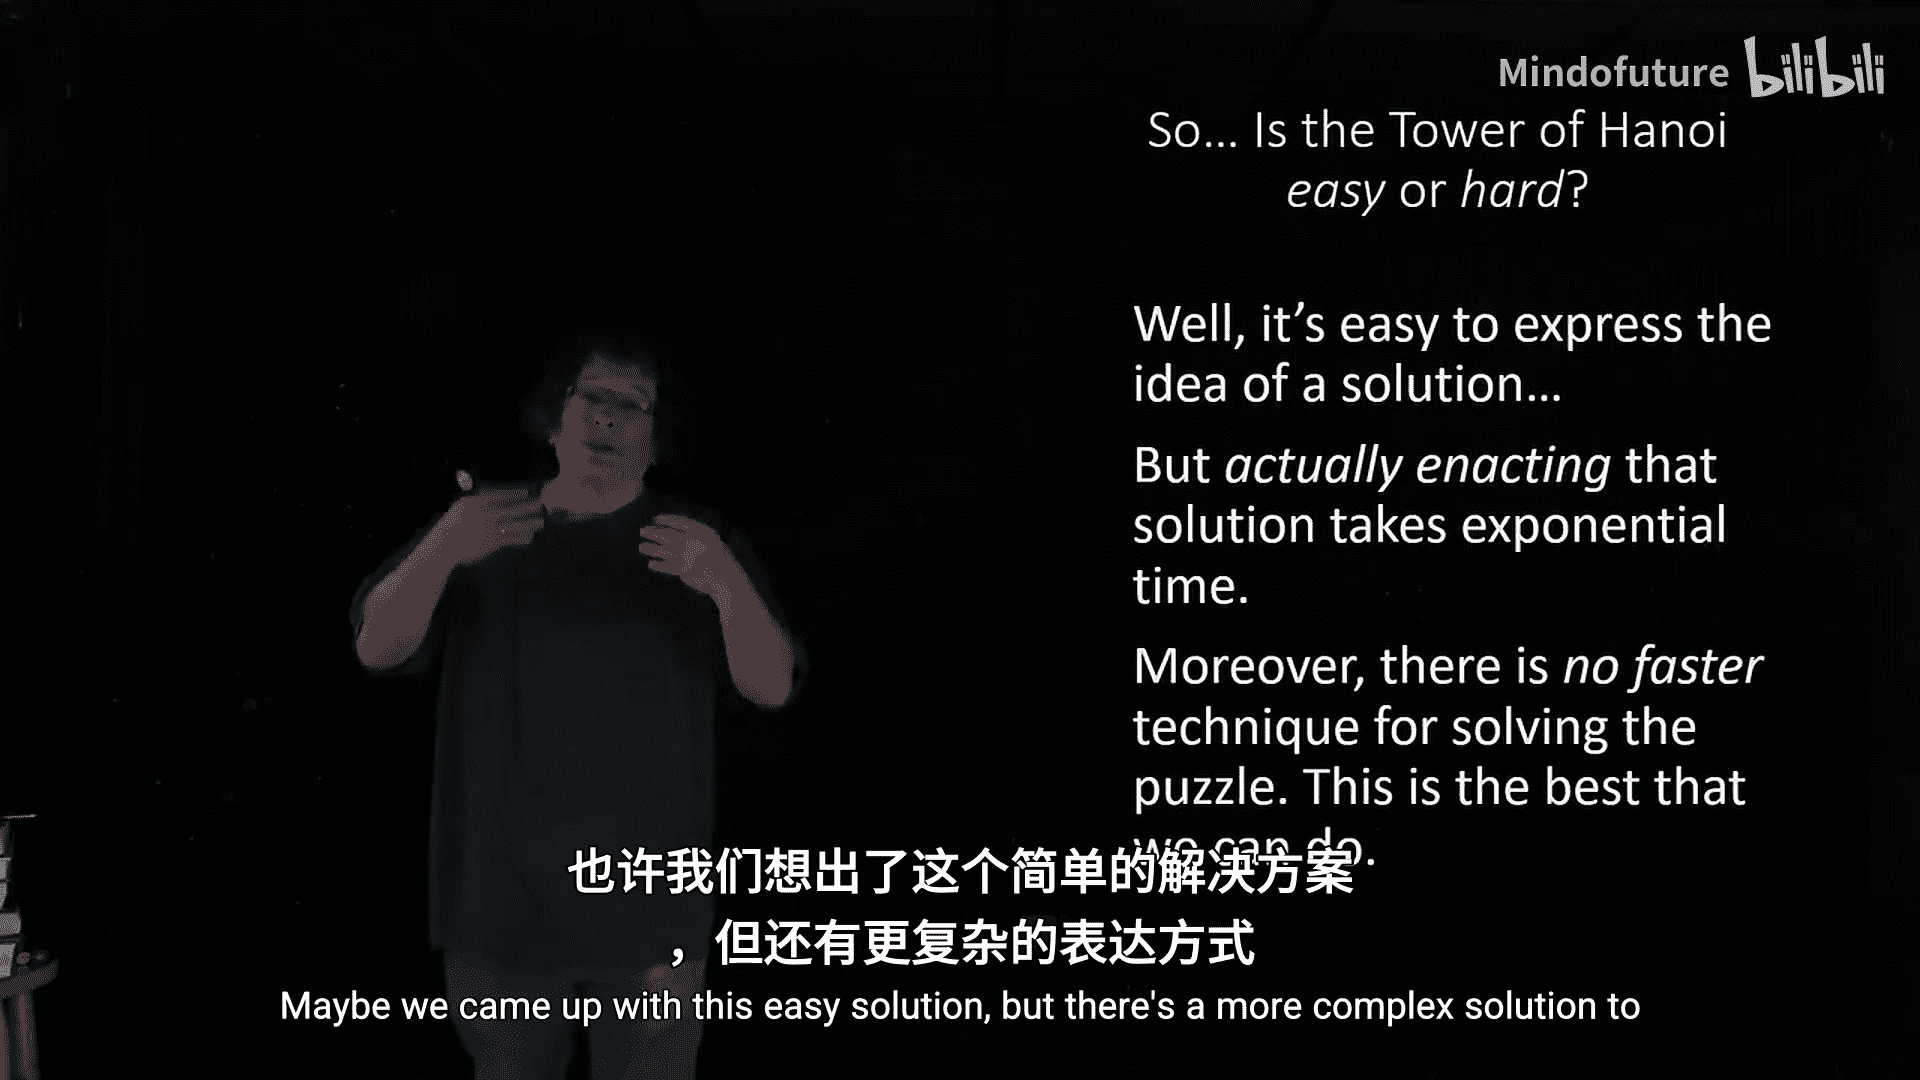 Mindofuture bilibili
So... Is the Tower of Hanoi
easy or hard?
Well, it’s easy to express the
idea of a solution...
But actually enacting that
solution takes exponential
time.
Moreover, there is no faster
technique for solving the
puzzle. This is the best that
we can do.
也许我们想出了这个简单的解决方案
，但还有更复杂的表达方式
Maybe we came up with this easy solution, but there's a more complex solution to